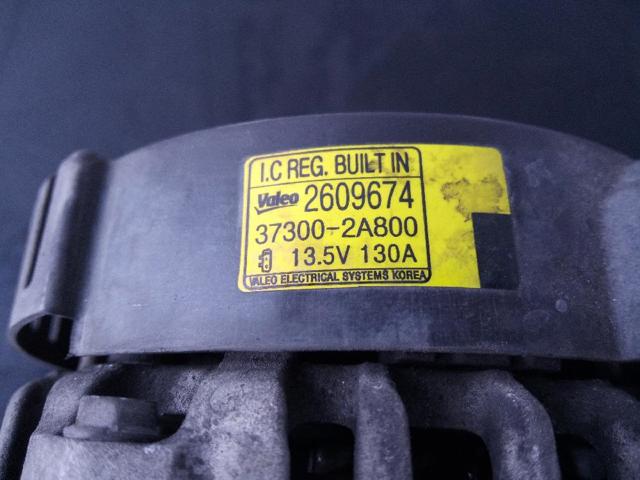 I.C REG. BUILT IN
Valeo 2609674
37300-2A800
13.5V 130A
VALEO ELECTRICAL SYSTEMS KOREA